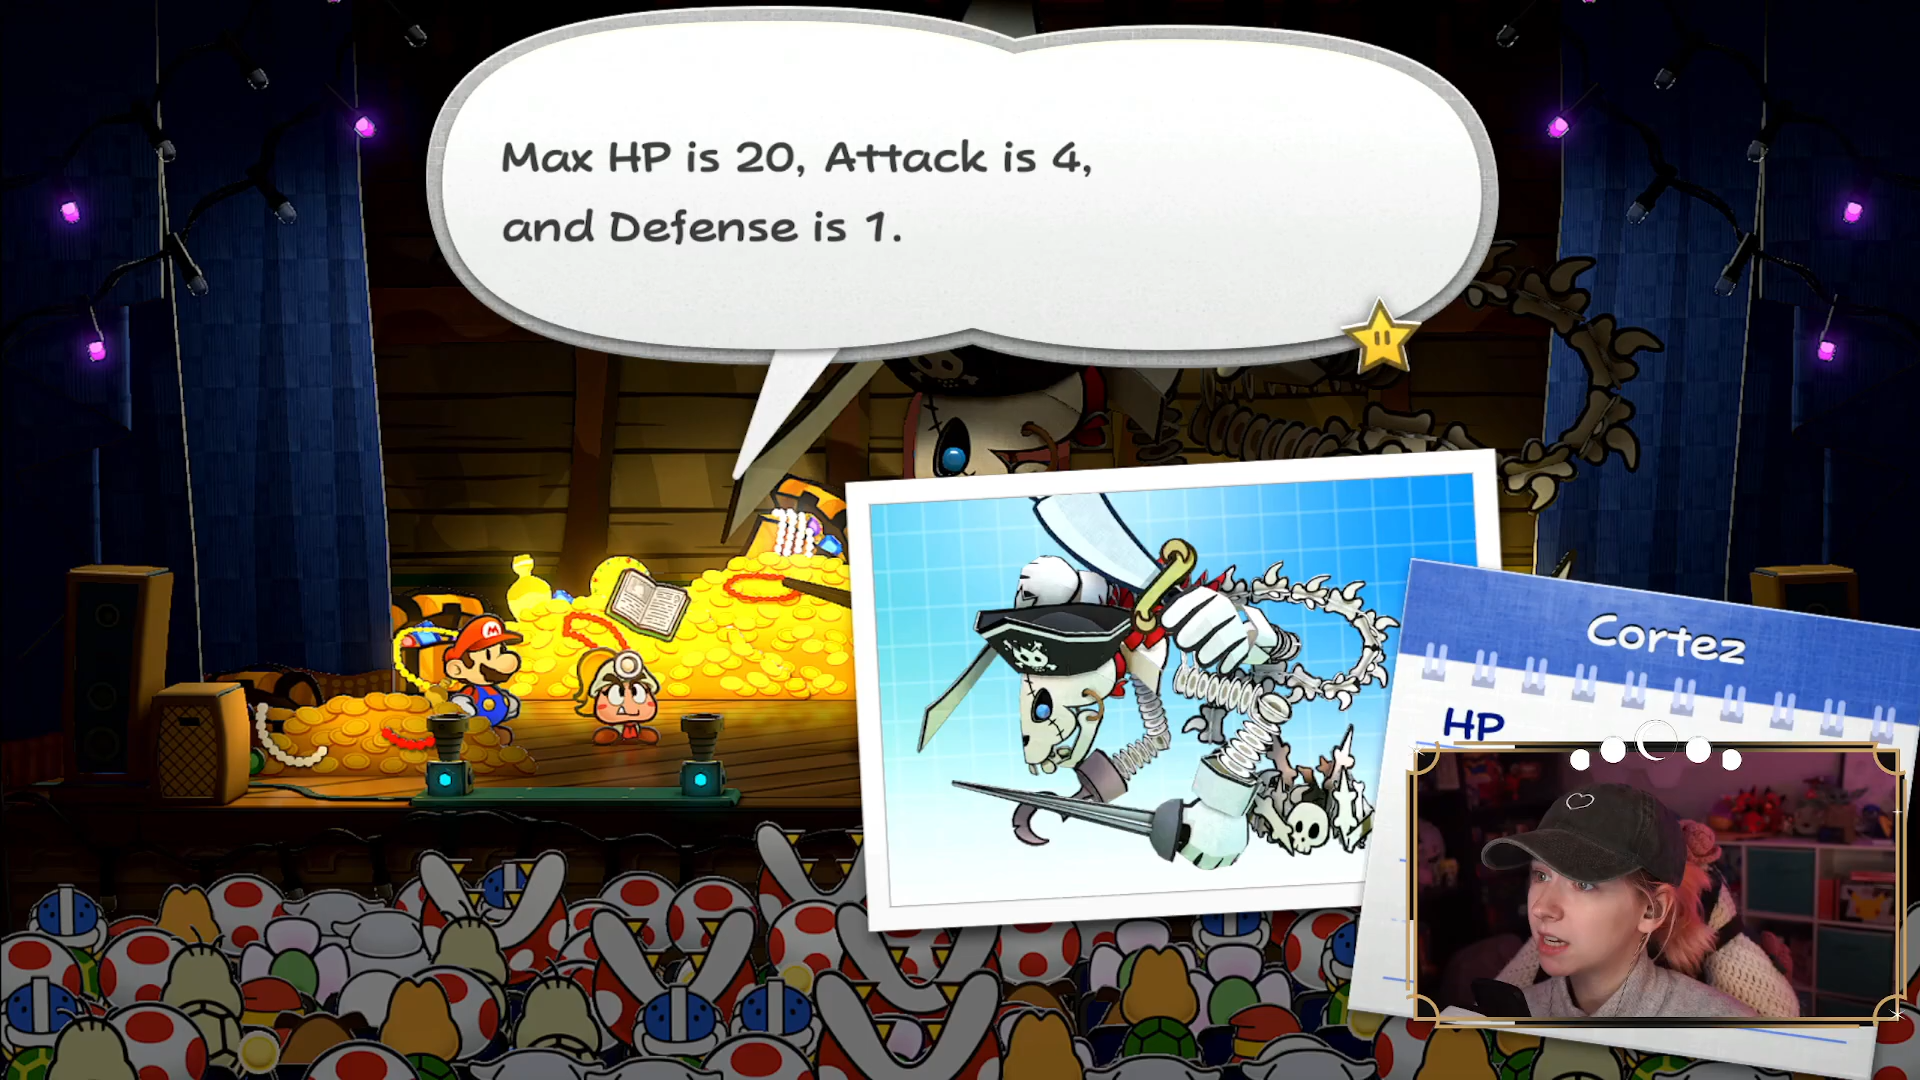 Max HP is 20, Attack is 4,
and Defense is 1.
Cortez
HP
M